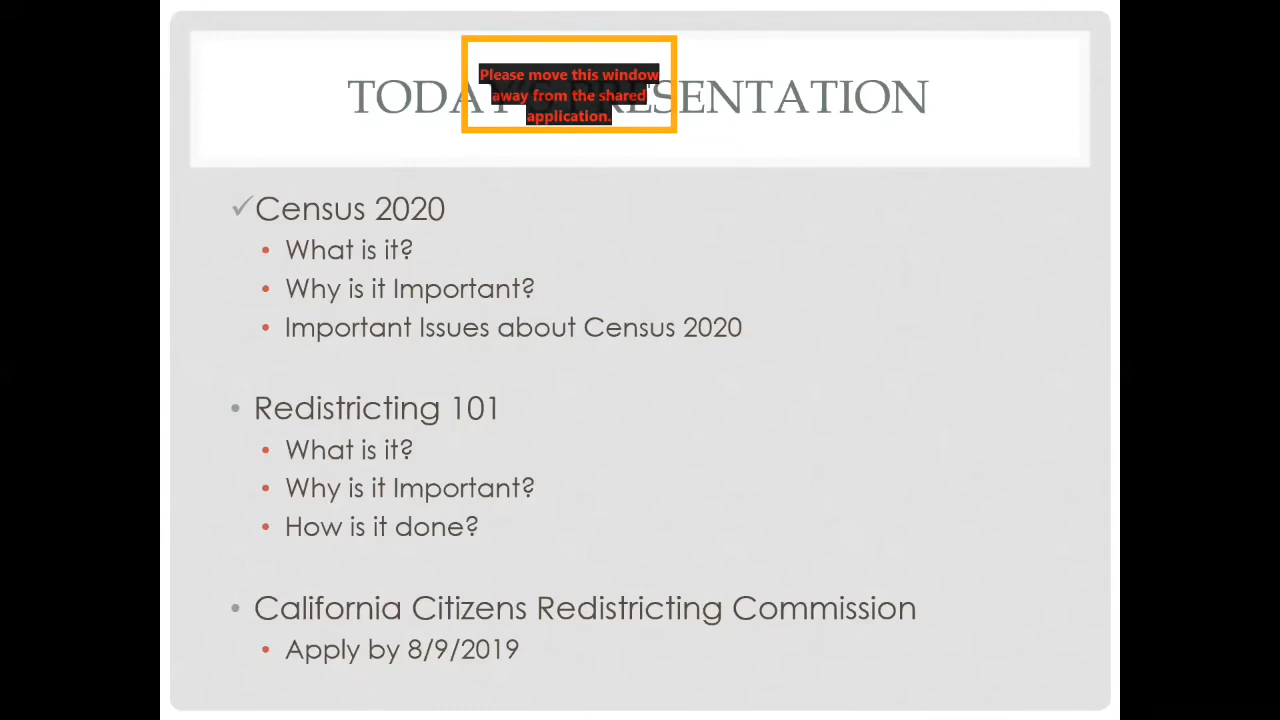 TODAY'S PRESENTATION
Please move this window
away from the shared
application.
✓Census 2020
• What is it?
• Why is it Important?
• Important Issues about Census 2020
• Redistricting 101
• What is it?
• Why is it Important?
• How is it done?
• California Citizens Redistricting Commission
• Apply by 8/9/2019